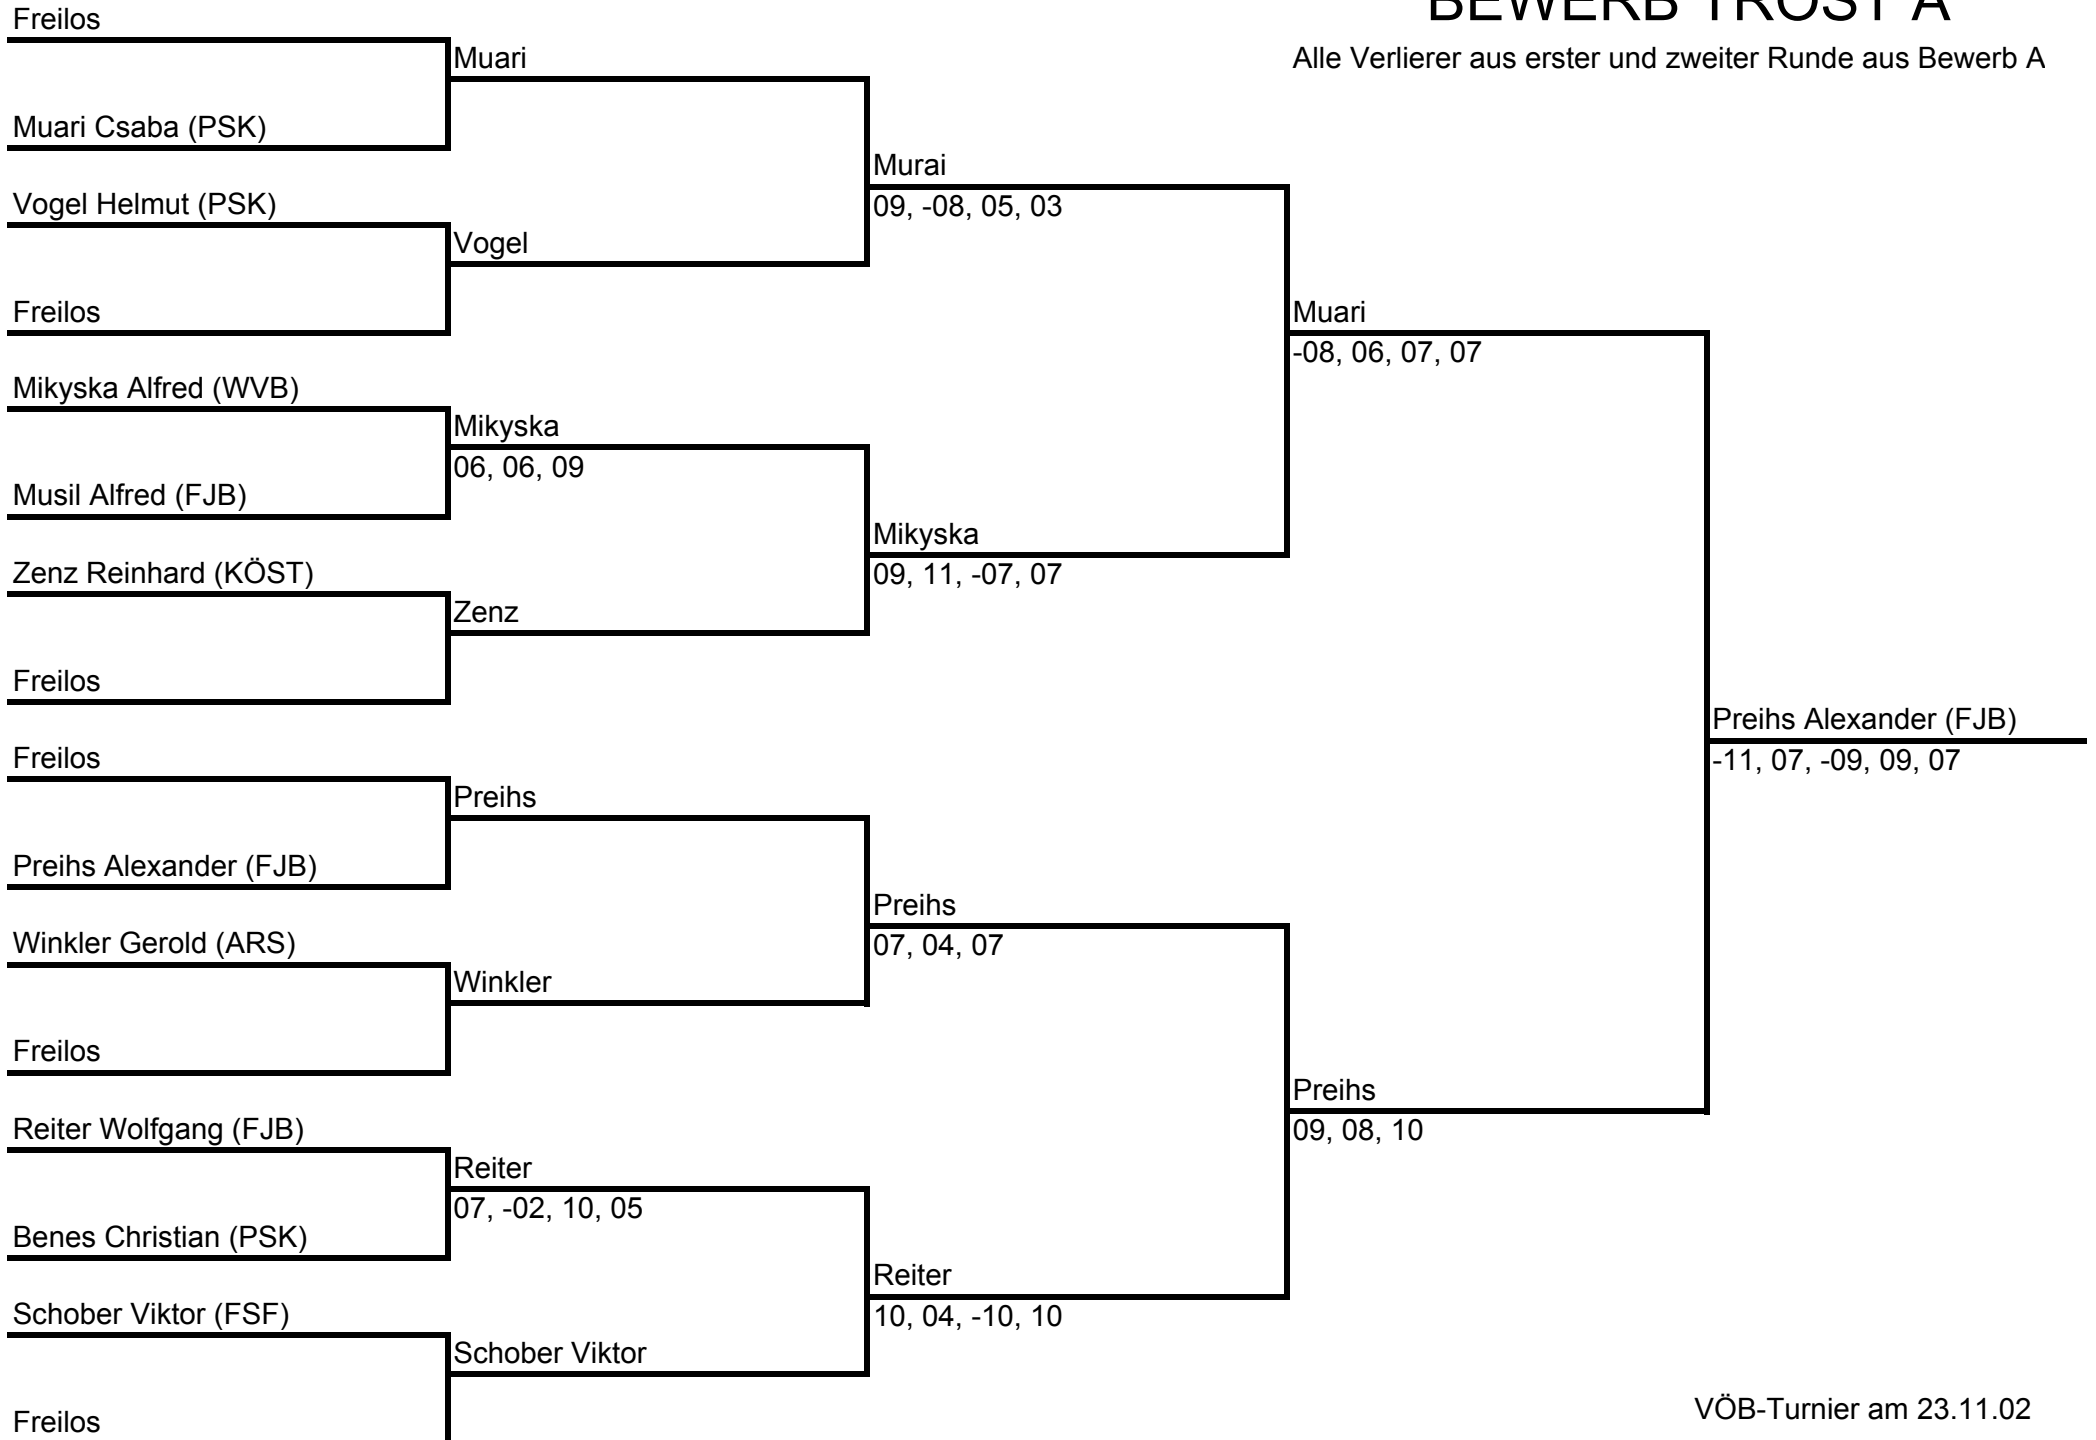 BEWERB TROST A
Alle Verlierer aus erster und zweiter Runde aus Bewerb A
Freilos
Muari
Muari Csaba (PSK)
Murai
09, -08, 05, 03
Vogel Helmut (PSK)
Vogel
Freilos
Muari
-08, 06, 07, 07
Mikyska Alfred (WVB)
Mikyska
06, 06, 09
Musil Alfred (FJB)
Mikyska
09, 11, -07, 07
Zenz Reinhard (KÖST)
Zenz
Freilos
Preihs Alexander (FJB)
-11, 07, -09, 09, 07
Freilos
Preihs
Preihs Alexander (FJB)
Preihs
07, 04, 07
Winkler Gerold (ARS)
Winkler
Freilos
Preihs
09, 08, 10
Reiter Wolfgang (FJB)
Reiter
07, -02, 10, 05
Benes Christian (PSK)
Reiter
10, 04, -10, 10
Schober Viktor (FSF)
Schober Viktor
Freilos
VÖB-Turnier am 23.11.02